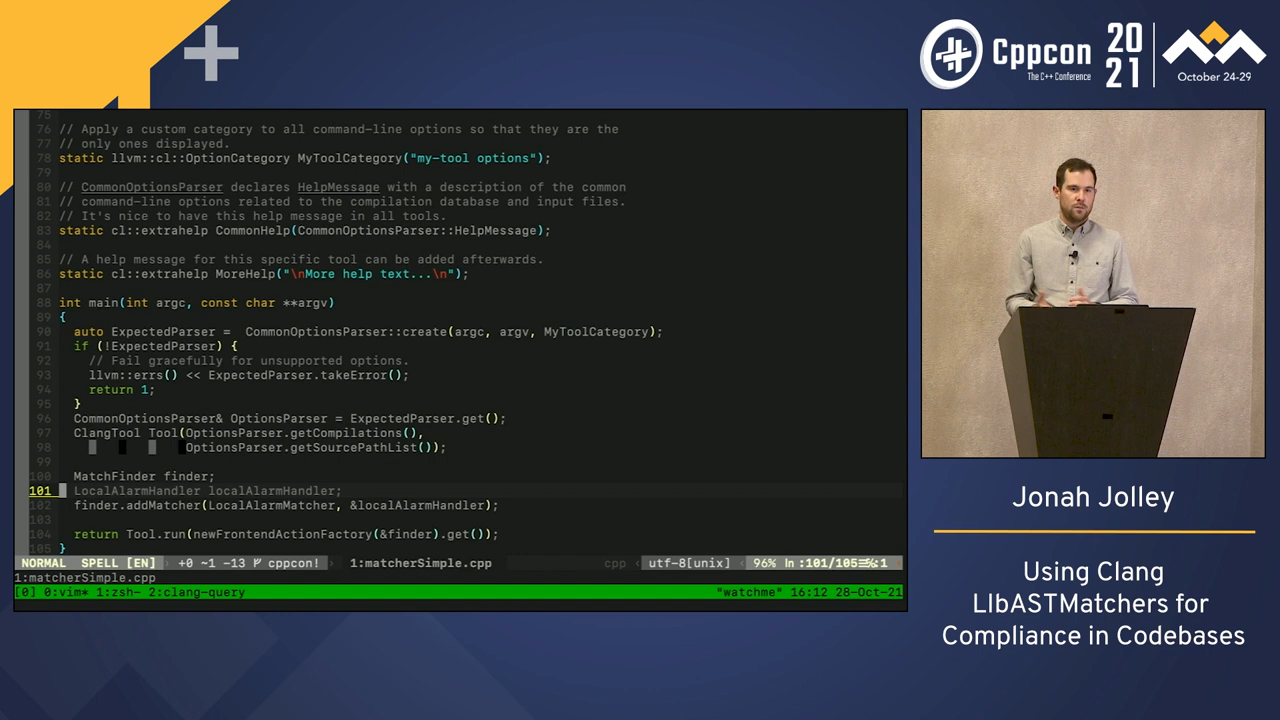 Cppcon
The C++ Conference
20
21
October 24-29
75
76 // Apply a custom category to all command-line options so that they are the
77 // only ones displayed.
78 static llvm::cl::OptionCategory MyToolCategory("my-tool options");
79
80 // CommonOptionsParser declares HelpMessage with a description of the common
81 // command-line options related to the compilation database and input files.
82 // It's nice to have this help message in all tools.
83 static cl::extrahelp CommonHelp(CommonOptionsParser::HelpMessage);
84
85 // A help message for this specific tool can be added afterwards.
86 static cl::extrahelp MoreHelp("\nMore help text...\n");
87
88 int main(int argc, const char **argv)
89 {
90 auto ExpectedParser = CommonOptionsParser::create(argc, argv, MyToolCategory);
91 if (!ExpectedParser) {
92 // Fail gracefully for unsupported options.
93 llvm::errs() << ExpectedParser.takeError();
94 return 1;
95 }
96 CommonOptionsParser& OptionsParser = ExpectedParser.get();
97 ClangTool Tool(OptionsParser.getCompilations(),
98 OptionsParser.getSourcePathList());
99
100 MatchFinder finder;
101 LocalAlarmHandler localAlarmHandler;
102 finder.addMatcher(LocalAlarmMatcher, &localAlarmHandler);
103
104 return Tool.run(newFrontendActionFactory(&finder).get());
105 }
NORMAL SPELL [EN] +0 ~1 -13 cppcon! 1:matcherSimple.cpp cpp utf-8[unix] 96% ln :101/105
1:matcherSimple.cpp
[0] 0:vim* 1:zsh- 2:clang-query "watchme" 16:12 28-Oct-21
Jonah Jolley
Using Clang
LIbASTMatchers for
Compliance in Codebases